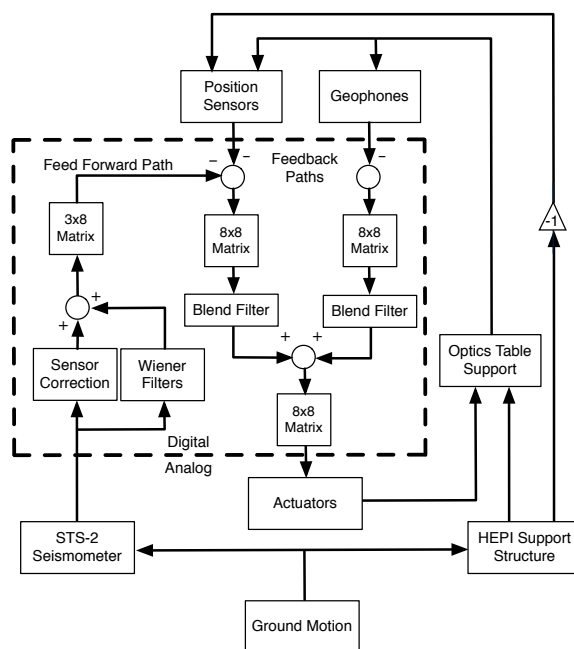 Position
Sensors
Geophones
−
−
−
Feed Forward Path
Feedback
Paths
3x8
Matrix
8x8
Matrix
8x8
Matrix
-1
+
+
Blend Filter
Blend Filter
+
+
Sensor
Correction
Wiener
Filters
Optics Table
Support
8x8
Matrix
Digital
Analog
Actuators
STS-2
Seismometer
HEPI Support
Structure
Ground Motion